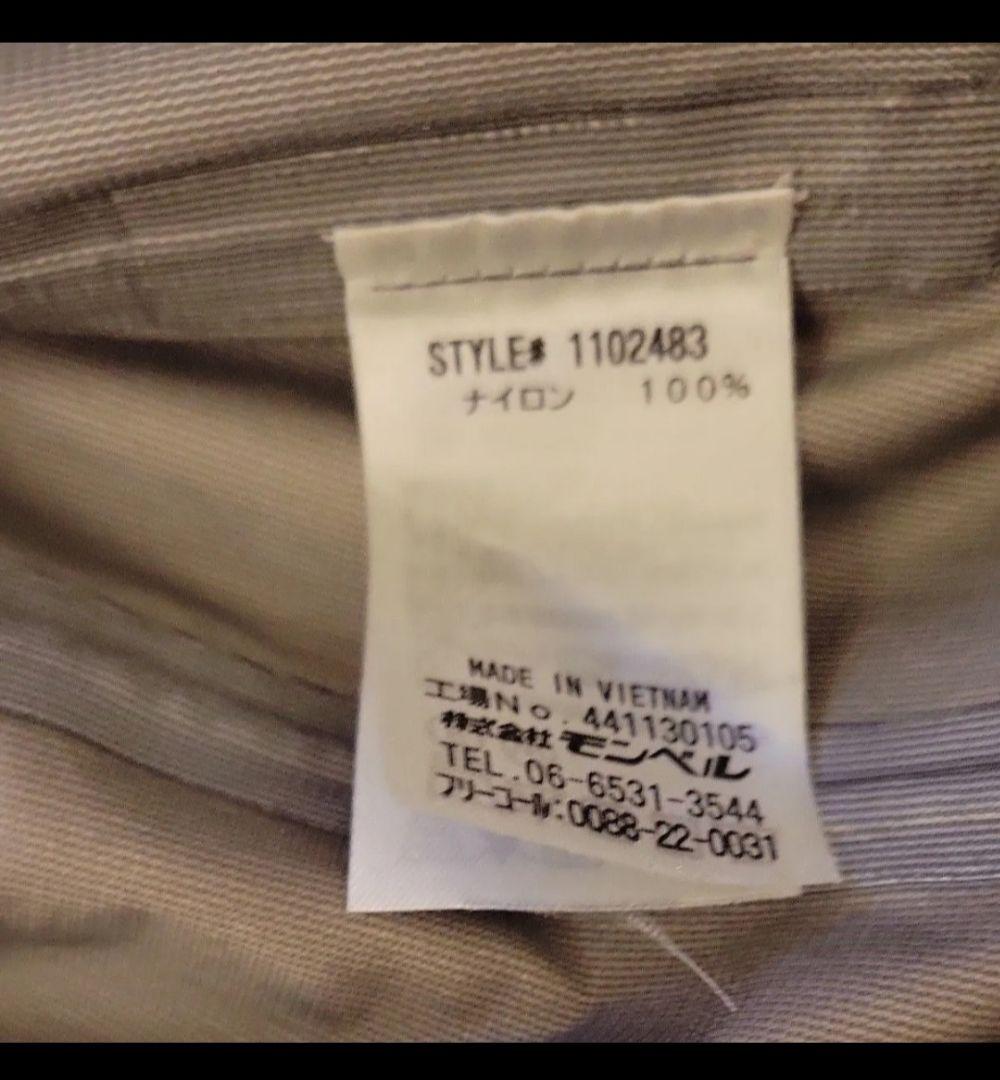 STYLE# 1102483
ナイロン 100%
MADE IN VIETNAM
工場No.441130105
株式会社モンベル
TEL.06-6531-3544
フリーコール:0088-22-0031